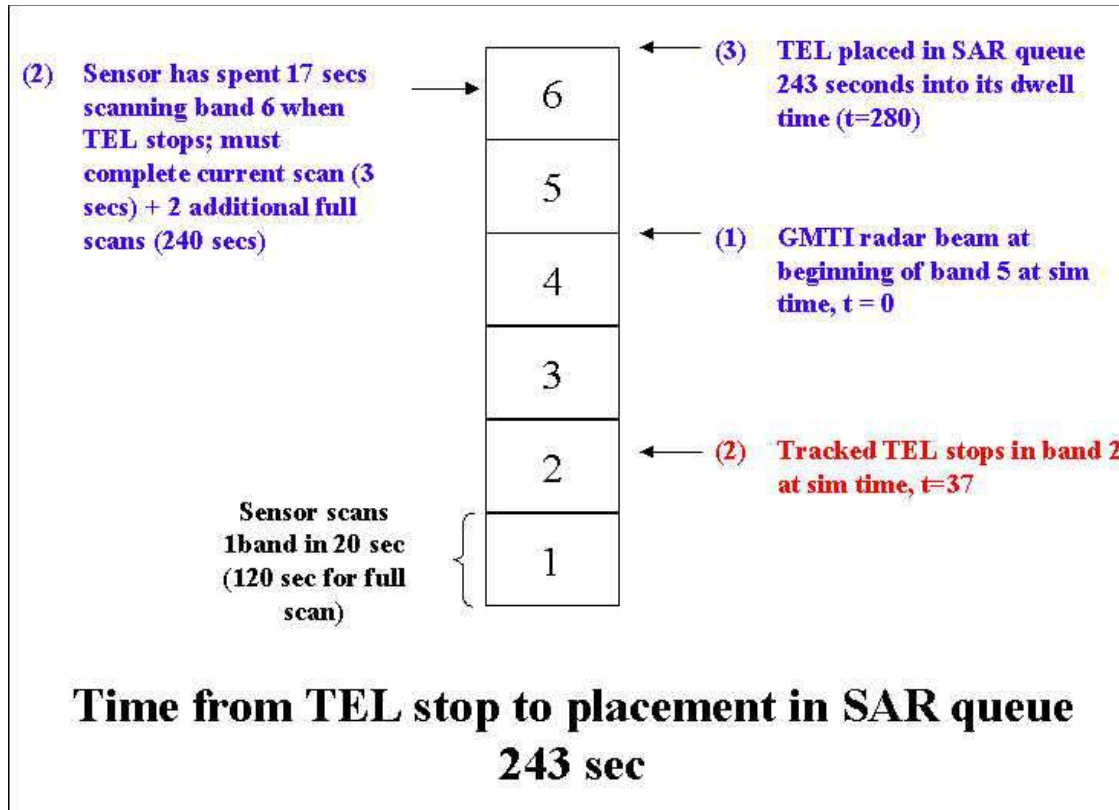 (2) Sensor has spent 17 secs
scanning band 6 when
TEL stops; must
complete current scan (3
secs) + 2 additional full
scans (240 secs)
6
(3) TEL placed in SAR queue
243 seconds into its dwell
time (t=280)
5
(1) GMTI radar beam at
beginning of band 5 at sim
time, t = 0
4
3
2
(2) Tracked TEL stops in band 2
at sim time, t=37
Sensor scans
1band in 20 sec
(120 sec for full
scan)
1
Time from TEL stop to placement in SAR queue
243 sec